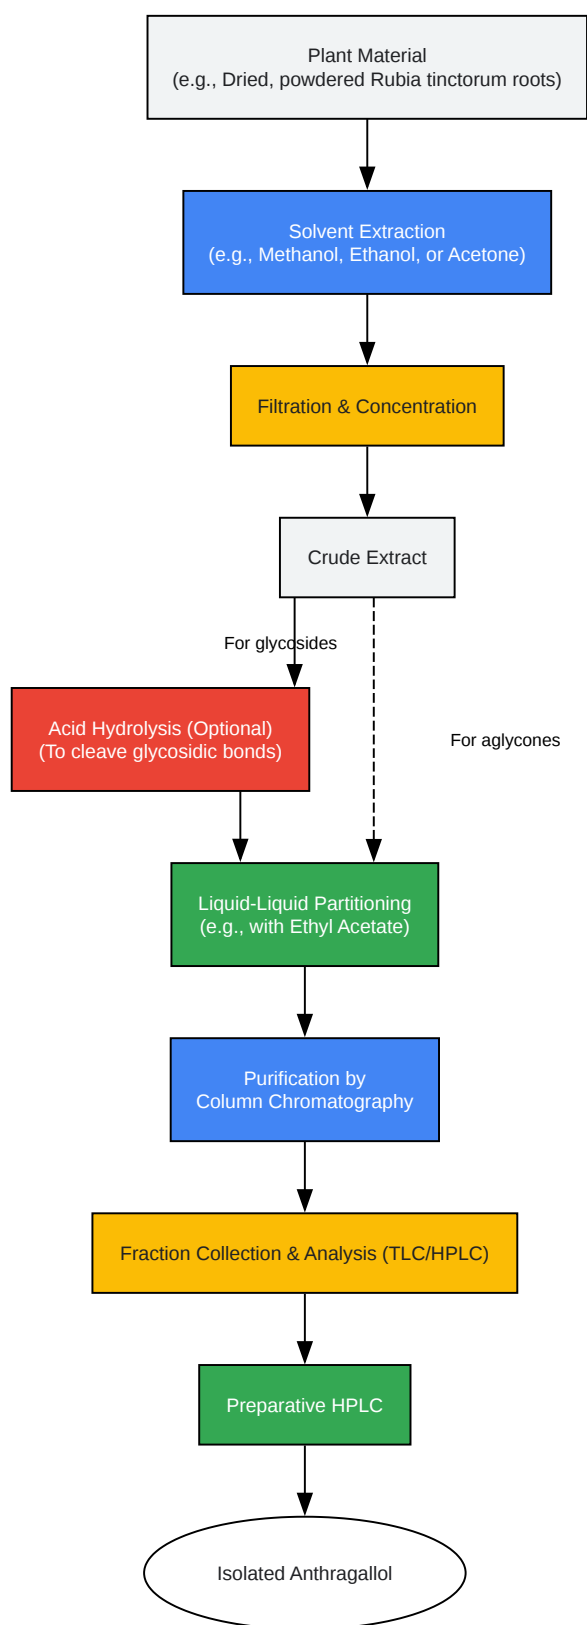 Plant Material
(e.g., Dried, powdered Rubia tinctorum roots)
Solvent Extraction
(e.g., Methanol, Ethanol, or Acetone)
Filtration & Concentration
Crude Extract
For glycosides
Acid Hydrolysis (Optional)
(To cleave glycosidic bonds)
For aglycones
Liquid-Liquid Partitioning
(e.g., with Ethyl Acetate)
Purification by
Column Chromatography
Fraction Collection & Analysis (TLC/HPLC)
Preparative HPLC
Isolated Anthragallol